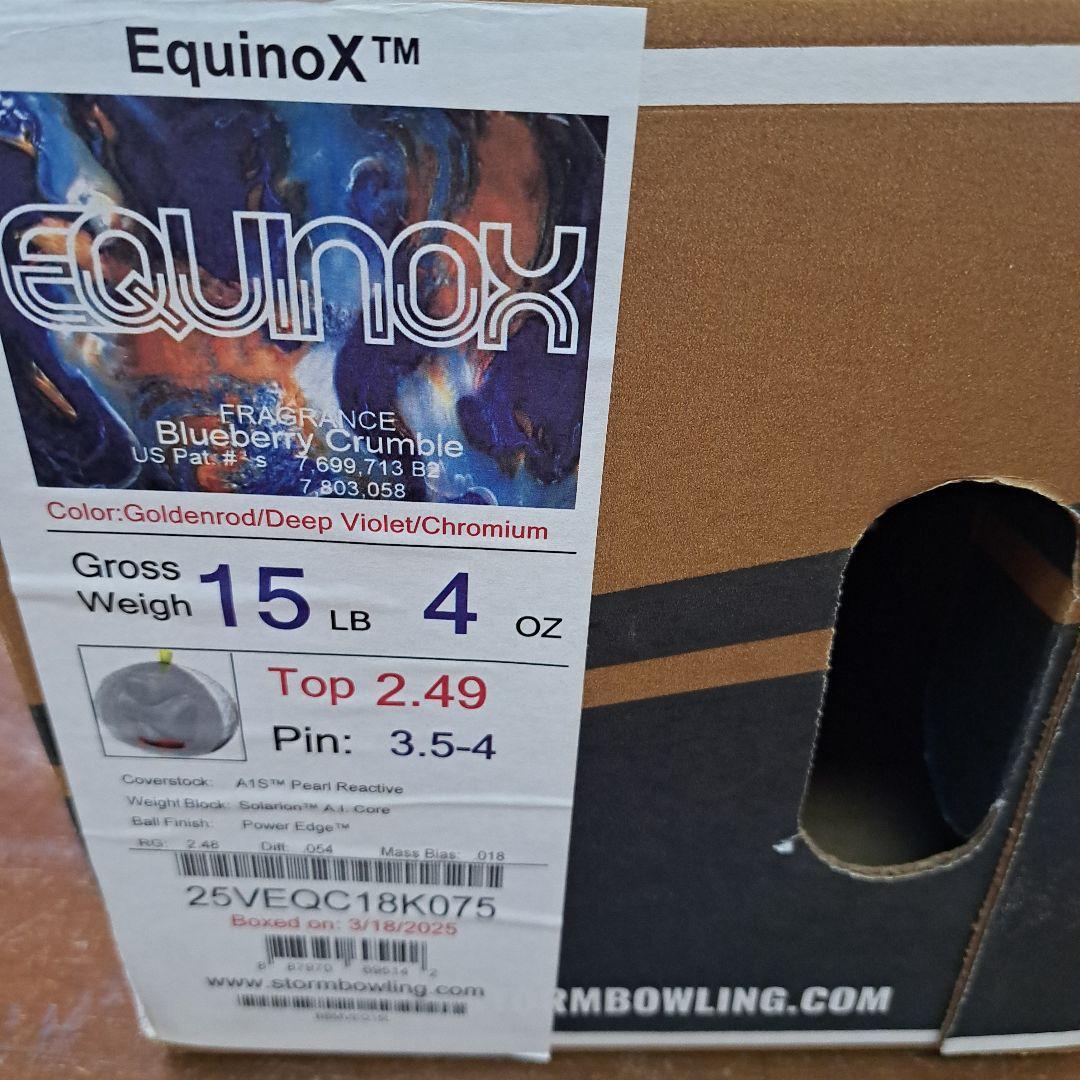 EquinoX™
EQUINOX
FRAGRANCE
Blueberry Crumble
US Pat. #'s 7,699,713 B2
7,803,058
Color:Goldenrod/Deep Violet/Chromium
Gross
Weigh
15 LB 4 OZ
Top 2.49
Pin: 3.5-4
Coverstock: A1S™ Pearl Reactive
Weight Block: Solarion™ A.I. Core
Ball Finish: Power Edge™
RG: 2.48 Diff: .054 Mass Bias: .018
25VEQC18K075
Boxed on: 3/18/2025
www.stormbowling.com
TORMBOWLING.COM